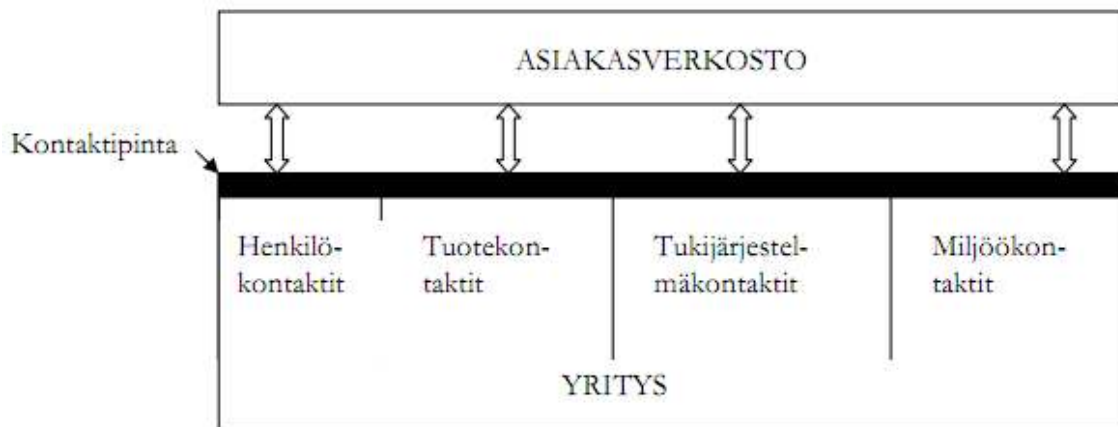 ASIAKASVERKOSTO
Kontaktipinta
Henkilö-
kontaktit
Tuotekon-
taktit
Tukijärjestel-
mäkontaktit
Miljöökon-
taktit
YRITYS